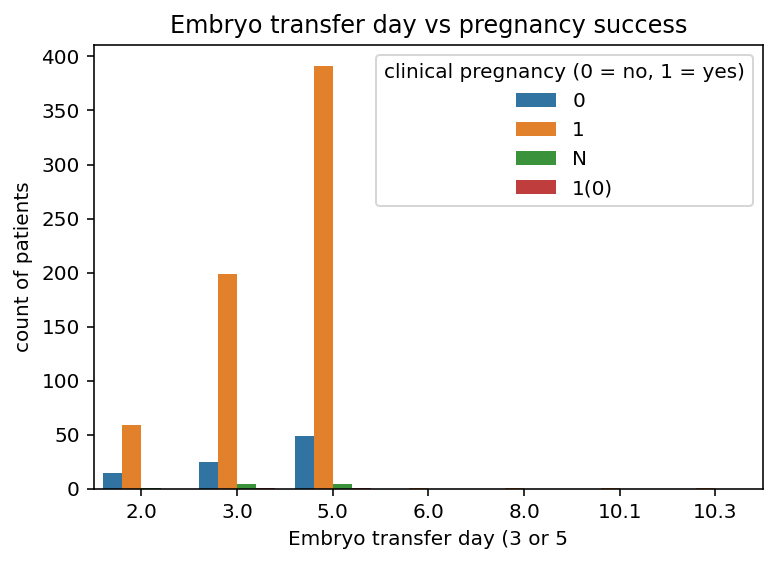 Embryo transfer day vs pregnancy success
clinical pregnancy (0 = no, 1 = yes)
0
1
N
1(0)
count of patients
400
350
300
250
200
150
100
50
0
2.0 3.0 5.0 6.0 8.0 10.1 10.3
Embryo transfer day (3 or 5